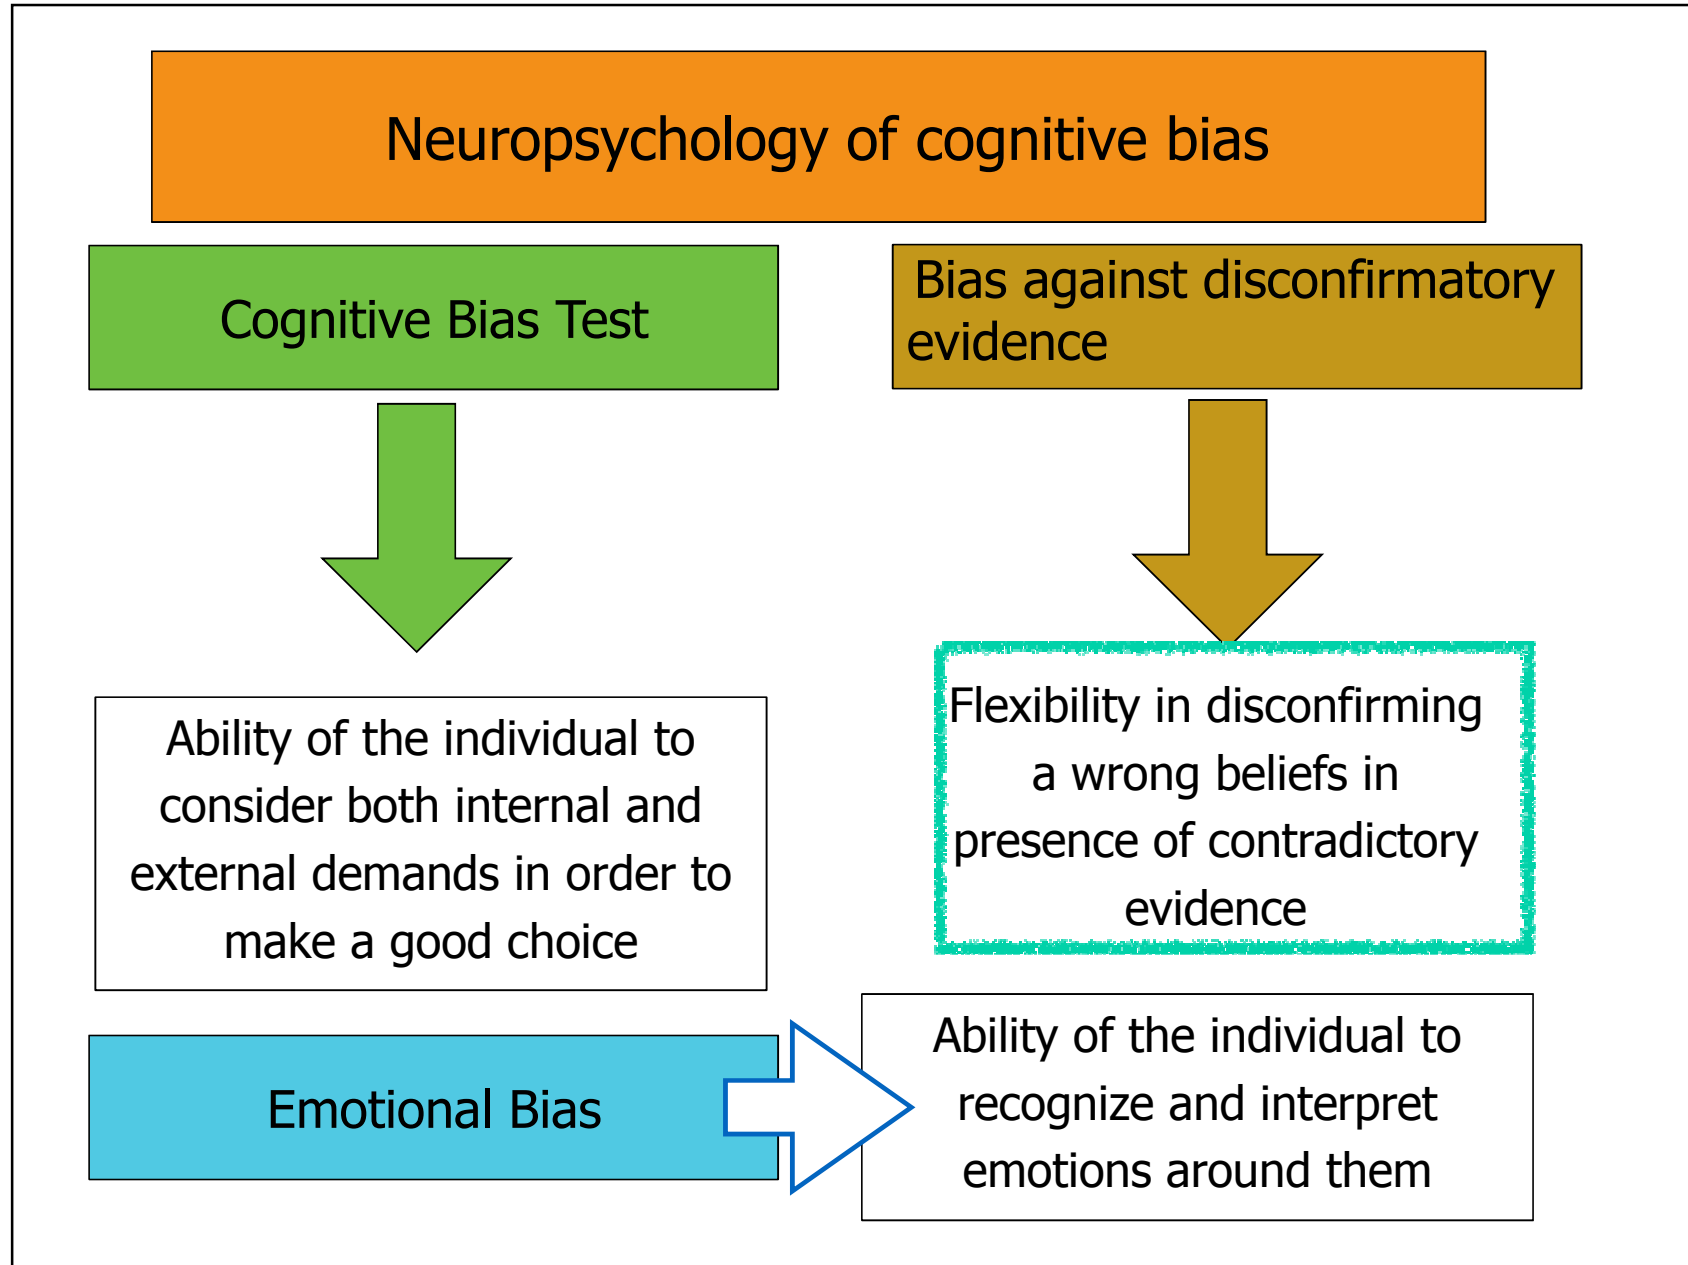 Neuropsychology of cognitive bias
Cognitive Bias Test
Bias against disconfirmatory
evidence
Ability of the individual to
consider both internal and
external demands in order to
make a good choice
Flexibility in disconfirming
a wrong beliefs in
presence of contradictory
evidence
Emotional Bias
Ability of the individual to
recognize and interpret
emotions around them